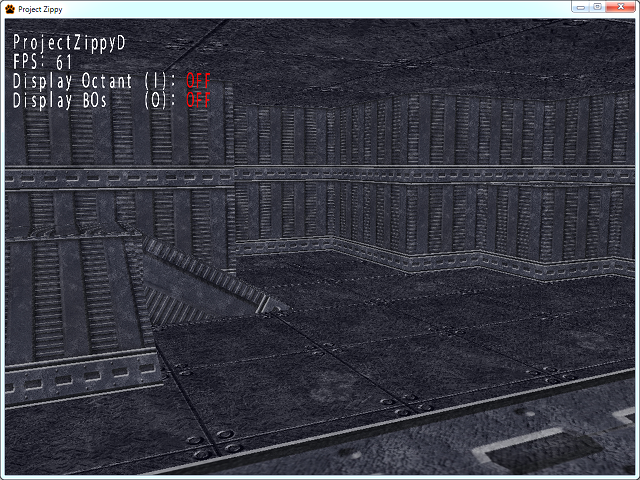 Project Zippy
ProjectZippyD
FPS: 61
Display Octant (I): OFF
Display BOs (O): OFF